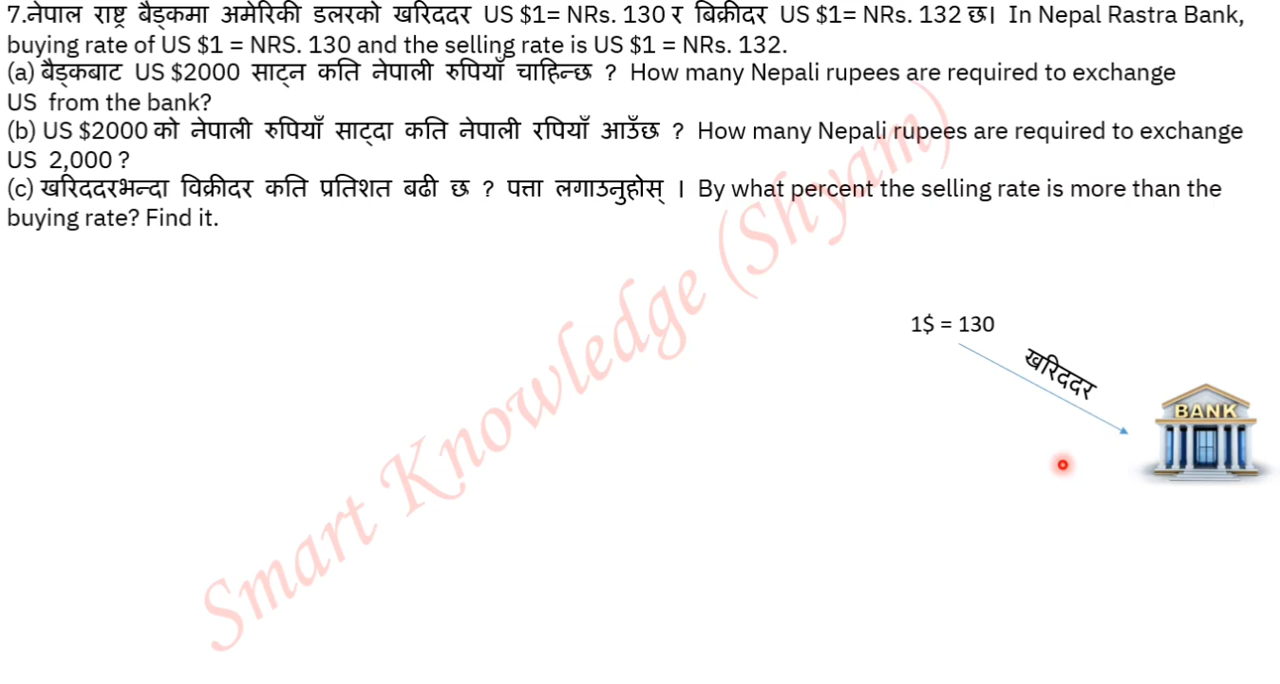 7.नेपाल राष्ट्र बैङ्कमा अमेरिकी डलरको खरिददर US $1= NRs. 130 र बिक्रीदर US $1= NRs. 132 छ। In Nepal Rastra Bank,
buying rate of US $1 = NRS. 130 and the selling rate is US $1 = NRs. 132.
(a) बैङ्कबाट US $2000 साट्न कति नेपाली रुपियाँ चाहिन्छ ? How many Nepali rupees are required to exchange
US from the bank?
(b) US $2000 को नेपाली रुपियाँ साट्दा कति नेपाली रपियाँ आउँछ ? How many Nepali rupees are required to exchange
US 2,000 ?
(c) खरिददरभन्दा विक्रीदर कति प्रतिशत बढी छ ? पत्ता लगाउनुहोस् । By what percent the selling rate is more than the
buying rate? Find it.
1$ = 130
खरिददर
BANK
Smart Knowledge (Shyam)